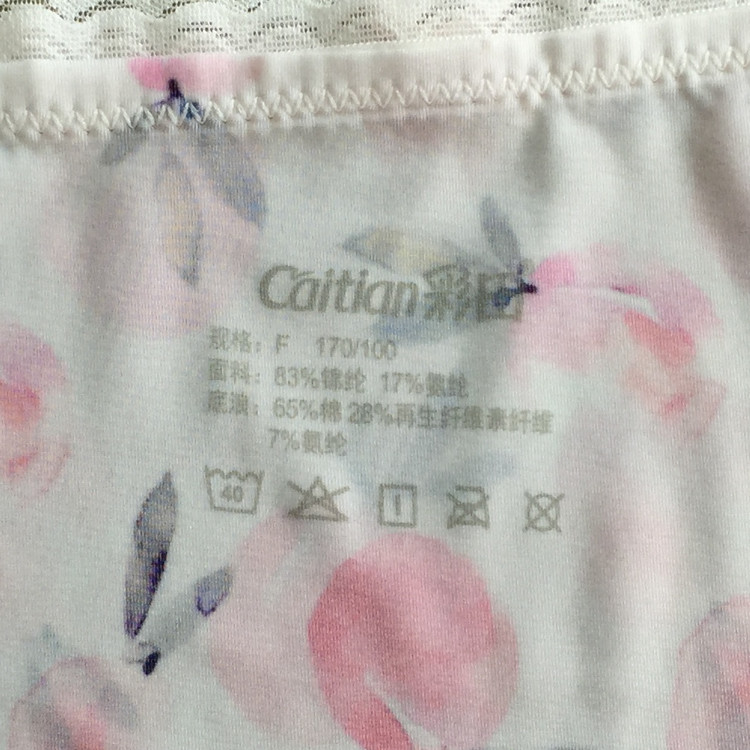 Caitian彩田
规格：F 170/100
面料：83%锦纶 17%氨纶
底浪：65%棉 28%再生纤维素纤维
7%氨纶
40